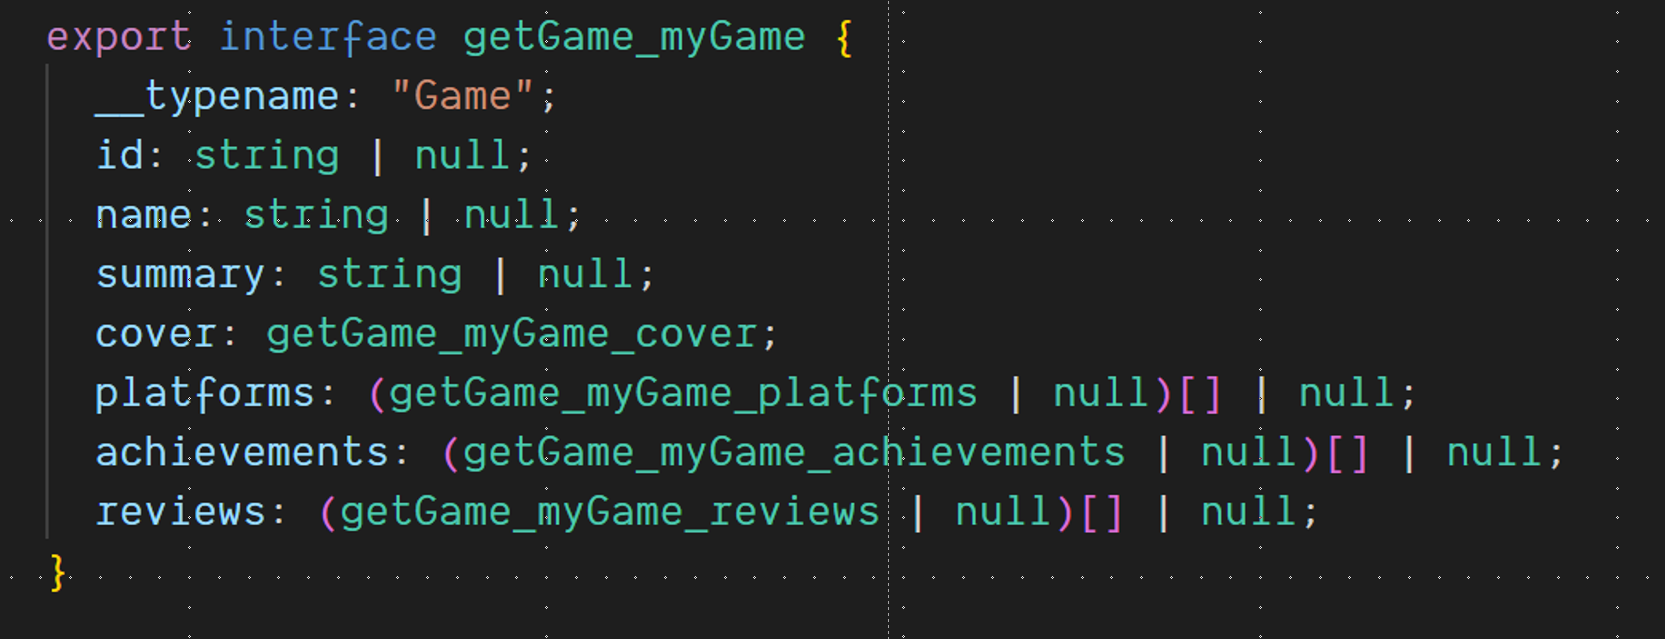 export interface getGame_myGame {
  __typename: "Game";
  id: string | null;
  name: string | null;
  summary: string | null;
  cover: getGame_myGame_cover;
  platforms: (getGame_myGame_platforms | null)[] | null;
  achievements: (getGame_myGame_achievements | null)[] | null;
  reviews: (getGame_myGame_reviews | null)[] | null;
}